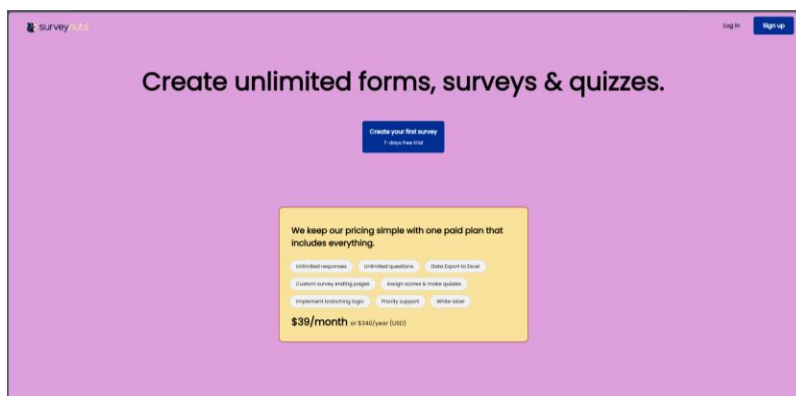 surveynuts
Log in
Sign up
Create unlimited forms, surveys & quizzes.
Create your first survey
7-days free trial
We keep our pricing simple with one paid plan that
includes everything.
Unlimited responses
Unlimited questions
Data Export to Excel
Custom survey ending pages
Assign scores & make quizzes
Implement branching logic
Priority support
White label
$39/month or $340/year (USD)